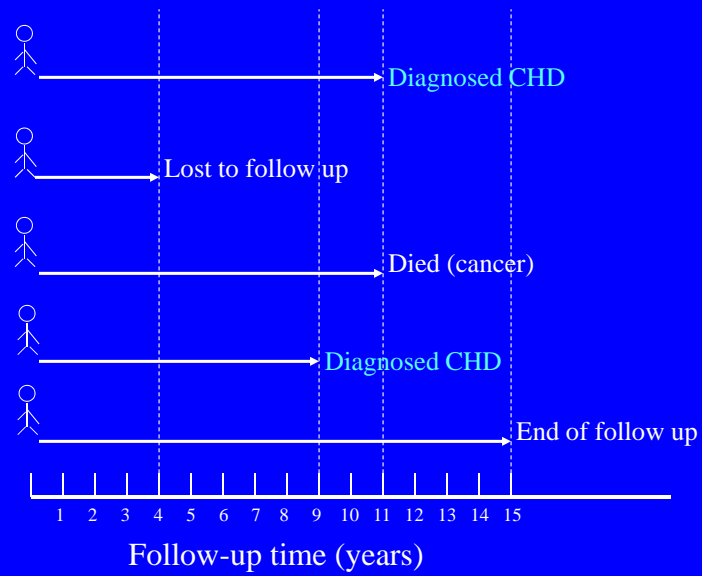 Diagnosed CHD
Lost to follow up
Died (cancer)
Diagnosed CHD
End of follow up
1 2 3 4 5 6 7 8 9 10 11 12 13 14 15
Follow-up time (years)